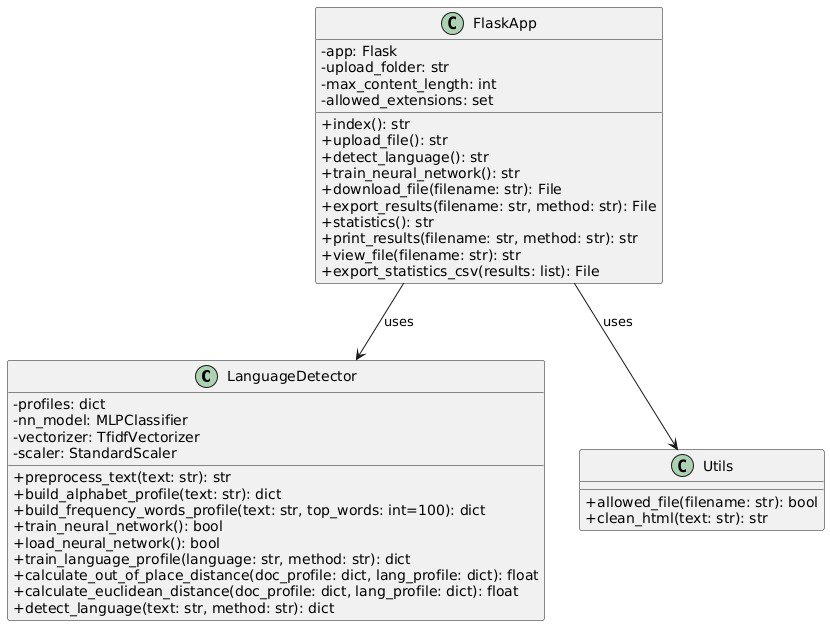 C FlaskApp
-app: Flask
-upload_folder: str
-max_content_length: int
-allowed_extensions: set
+index(): str
+upload_file(): str
+detect_language(): str
+train_neural_network(): str
+download_file(filename: str): File
+export_results(filename: str, method: str): File
+statistics(): str
+print_results(filename: str, method: str): str
+view_file(filename: str): str
+export_statistics_csv(results: list): File
uses
uses
C LanguageDetector
-profiles: dict
-nn_model: MLPClassifier
-vectorizer: TfidfVectorizer
-scaler: StandardScaler
+preprocess_text(text: str): str
+build_alphabet_profile(text: str): dict
+build_frequency_words_profile(text: str, top_words: int=100): dict
+train_neural_network(): bool
+load_neural_network(): bool
+train_language_profile(language: str, method: str): dict
+calculate_out_of_place_distance(doc_profile: dict, lang_profile: dict): float
+calculate_euclidean_distance(doc_profile: dict, lang_profile: dict): float
+detect_language(text: str, method: str): dict
C Utils
+allowed_file(filename: str): bool
+clean_html(text: str): str